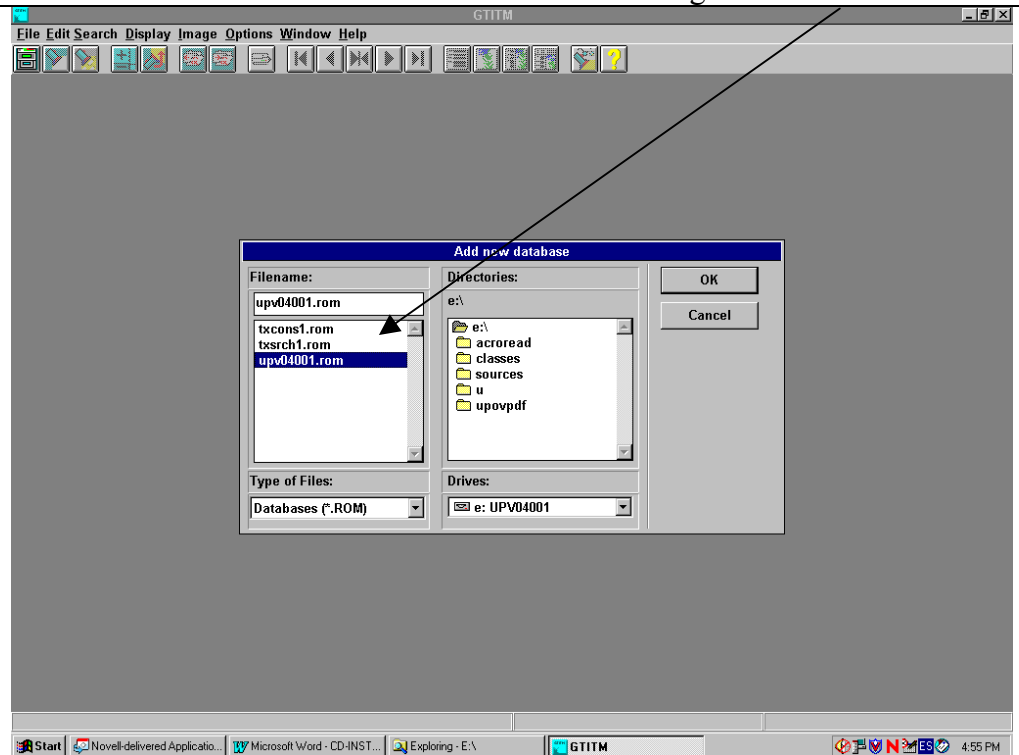 GTITM
File Edit Search Display Image Options Window Help
Add new database
Filename:
upv04001.rom
txcons1.rom
txsrch1.rom
upv04001.rom
Type of Files:
Databases (*.ROM)
Directories:
e:\
e:\
acroread
classes
sources
u
upovpdf
Drives:
e: UPV04001
OK
Cancel
Start Novell-delivered Applicatio... Microsoft Word - CD-INST... Exploring - E:\ GTITM ES 4:55 PM